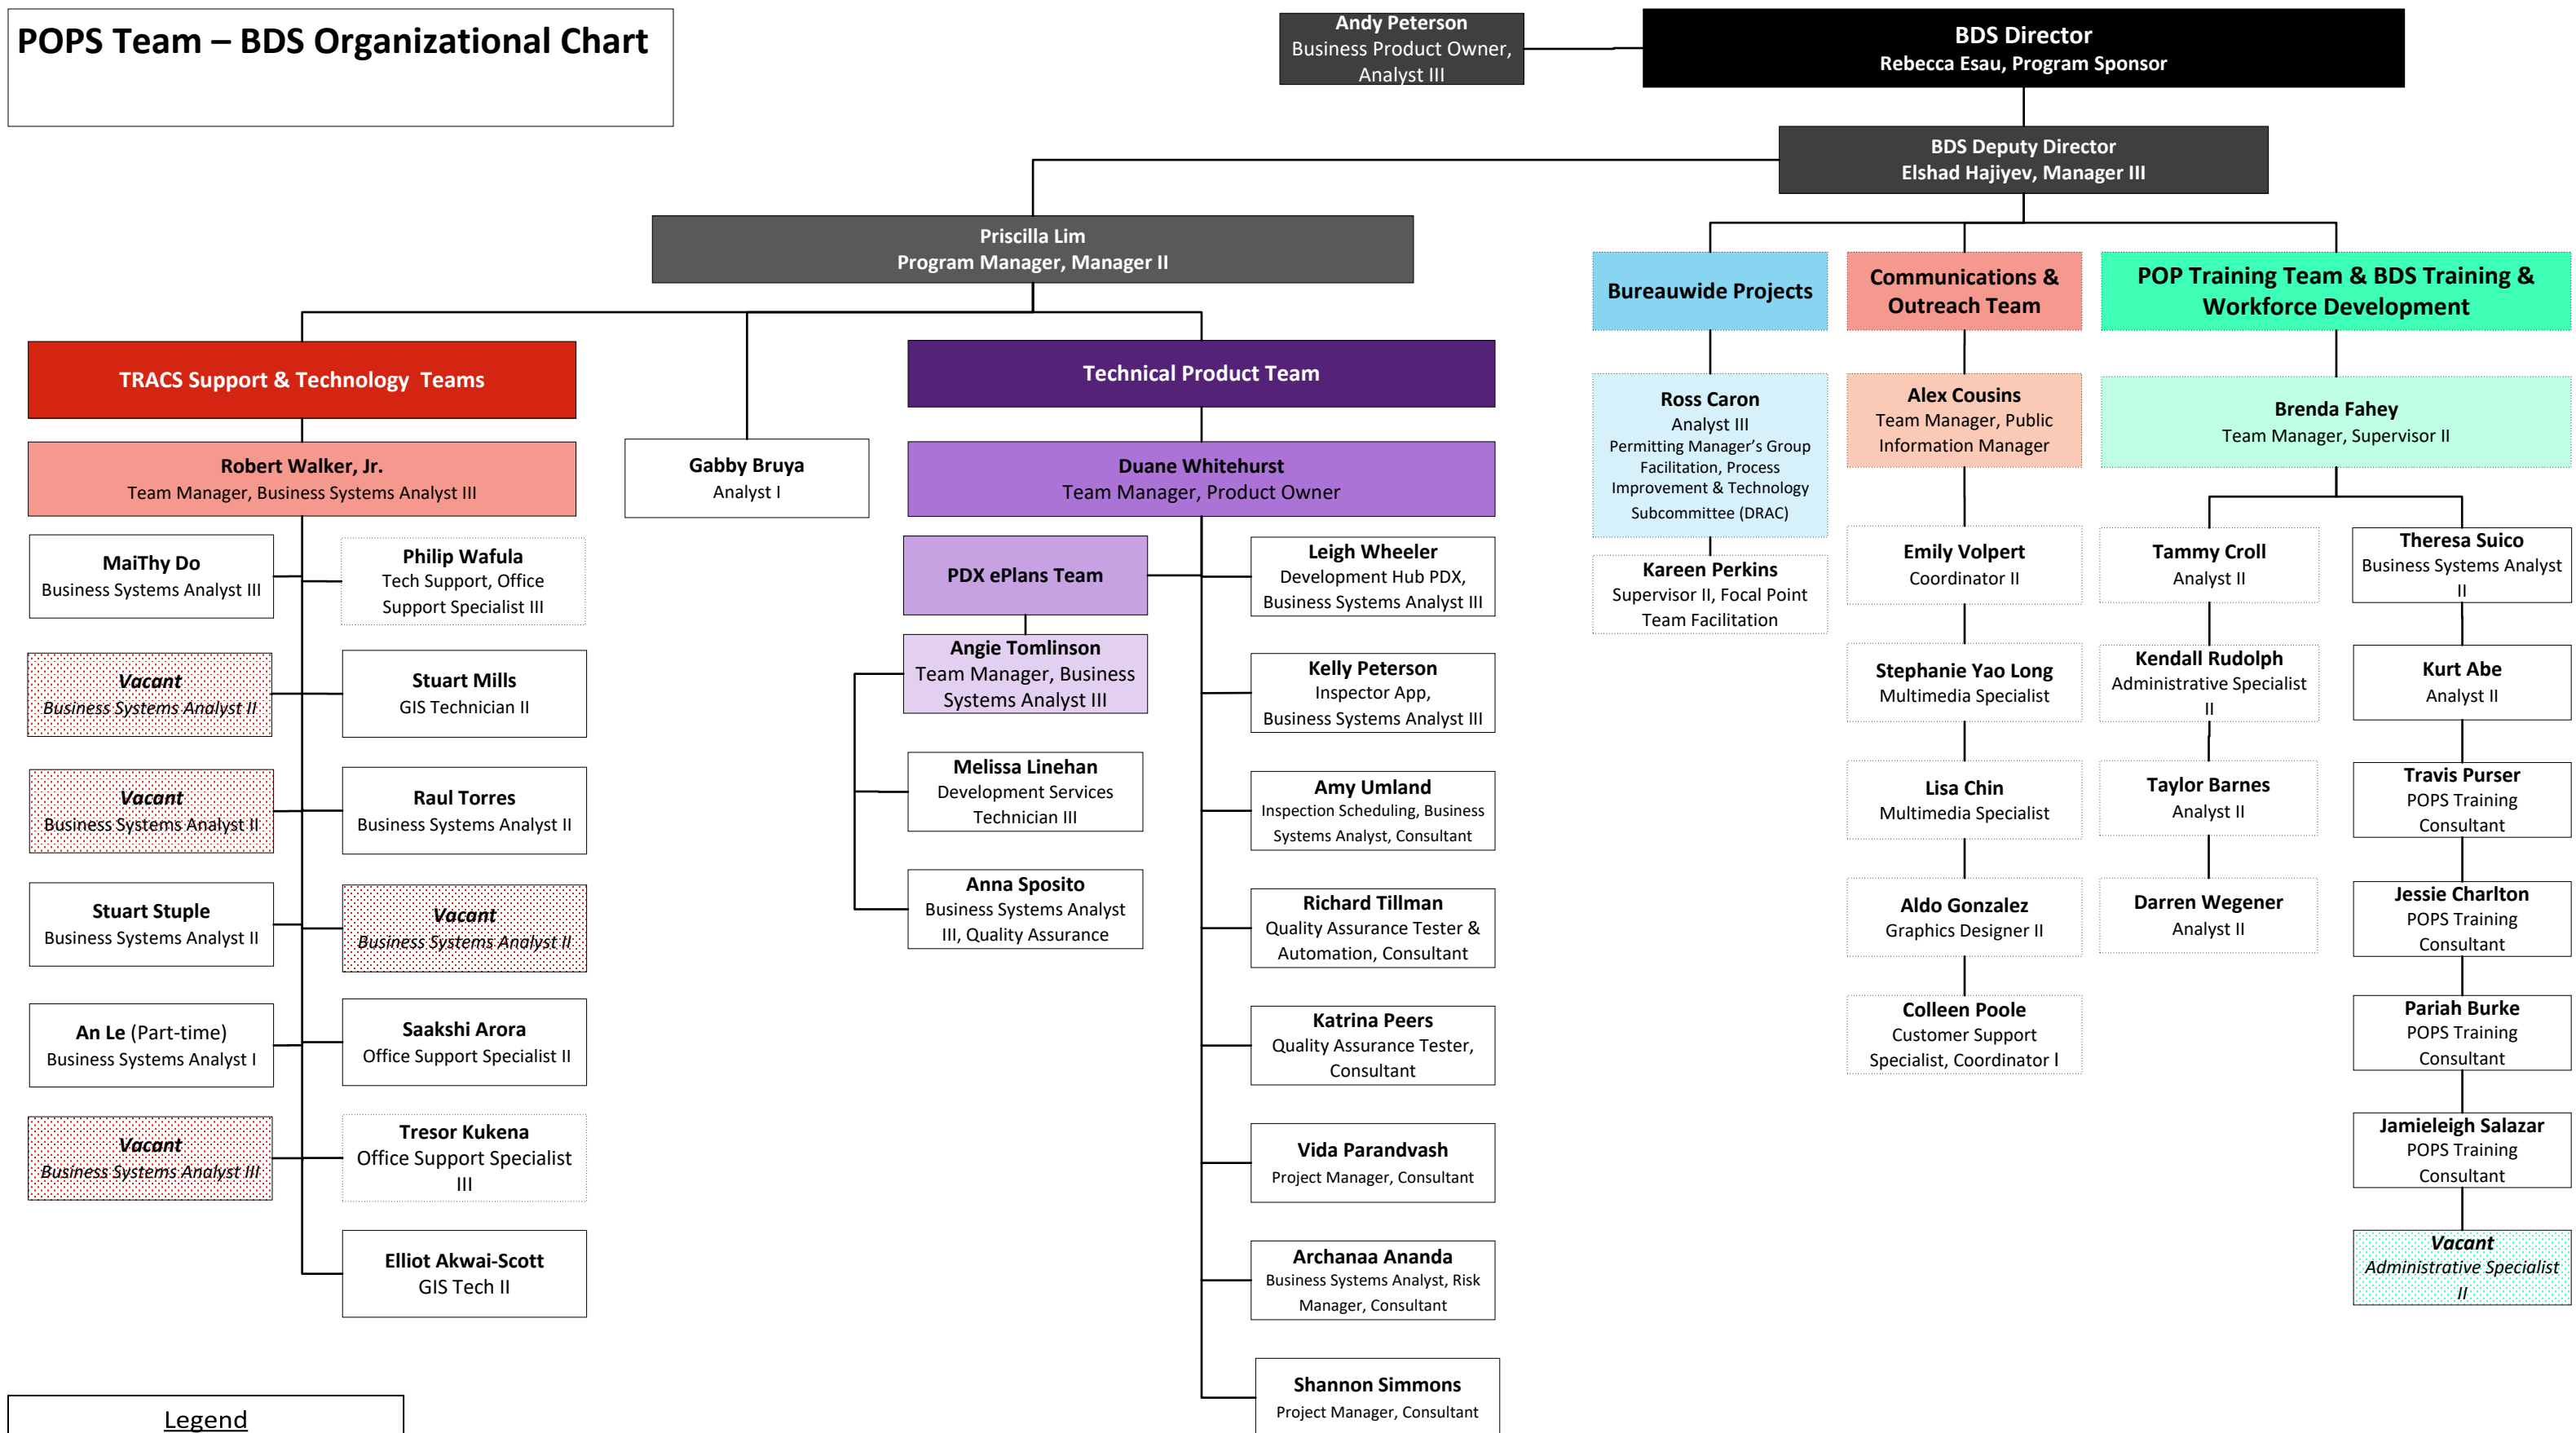 POPS Team – BDS Organizational Chart
Andy Peterson
Business Product Owner,
Analyst III
BDS Director
Rebecca Esau, Program Sponsor
BDS Deputy Director
Elshad Hajiyev, Manager III
Priscilla Lim
Program Manager, Manager II
Bureauwide Projects
Communications &
Outreach Team
POP Training Team & BDS Training &
Workforce Development
TRACS Support & Technology Teams
Technical Product Team
Ross Caron
Analyst III
Permitting Manager's Group
Facilitation, Process
Improvement & Technology
Subcommittee (DRAC)
Alex Cousins
Team Manager, Public
Information Manager
Brenda Fahey
Team Manager, Supervisor II
Robert Walker, Jr.
Team Manager, Business Systems Analyst III
Gabby Bruya
Analyst I
Duane Whitehurst
Team Manager, Product Owner
MaiThy Do
Business Systems Analyst III
Philip Wafula
Tech Support, Office
Support Specialist III
Vacant
Business Systems Analyst II
Stuart Mills
GIS Technician II
Vacant
Business Systems Analyst II
Raul Torres
Business Systems Analyst II
Stuart Stuple
Business Systems Analyst II
Vacant
Business Systems Analyst II
An Le (Part-time)
Business Systems Analyst I
Saakshi Arora
Office Support Specialist II
Vacant
Business Systems Analyst III
Tresor Kukena
Office Support Specialist
III
Elliot Akwai-Scott
GIS Tech II
PDX ePlans Team
Angie Tomlinson
Team Manager, Business
Systems Analyst III
Melissa Linehan
Development Services
Technician III
Anna Sposito
Business Systems Analyst
III, Quality Assurance
Leigh Wheeler
Development Hub PDX,
Business Systems Analyst III
Kelly Peterson
Inspector App,
Business Systems Analyst III
Amy Umland
Inspection Scheduling, Business
Systems Analyst, Consultant
Richard Tillman
Quality Assurance Tester &
Automation, Consultant
Katrina Peers
Quality Assurance Tester,
Consultant
Vida Parandvash
Project Manager, Consultant
Archanaa Ananda
Business Systems Analyst, Risk
Manager, Consultant
Shannon Simmons
Project Manager, Consultant
Kareen Perkins
Supervisor II, Focal Point
Team Facilitation
Emily Volpert
Coordinator II
Stephanie Yao Long
Multimedia Specialist
Lisa Chin
Multimedia Specialist
Aldo Gonzalez
Graphics Designer II
Colleen Poole
Customer Support
Specialist, Coordinator I
Tammy Croll
Analyst II
Kendall Rudolph
Administrative Specialist
II
Taylor Barnes
Analyst II
Darren Wegener
Analyst II
Theresa Suico
Business Systems Analyst
II
Kurt Abe
Analyst II
Travis Purser
POPS Training
Consultant
Jessie Charlton
POPS Training
Consultant
Pariah Burke
POPS Training
Consultant
Jamieleigh Salazar
POPS Training
Consultant
Vacant
Administrative Specialist
II
Legend